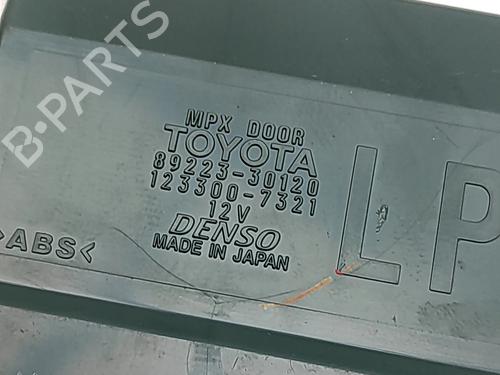 B-PARTS
MPX DOOR
TOYOTA
89223-30120
123300-7321
12V
DENSO
MADE IN JAPAN
>ABS<
LP